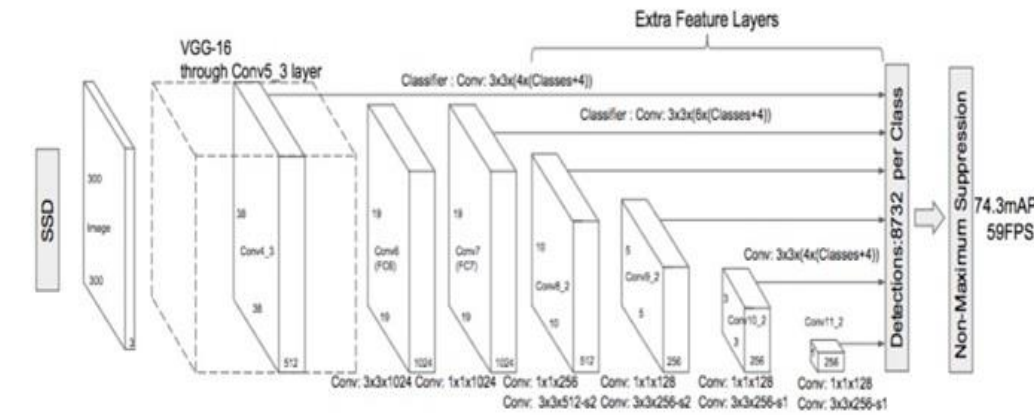 Extra Feature Layers
VGG-16
through Conv5_3 layer
Classifier : Conv: 3x3x(4x(Classes+4))
Classifier : Conv: 3x3x(6x(Classes+4))
SSD
300
Image
300
3
38
Conv4_3
38
512
19
Conv6
(FC6)
19
1024
19
Conv7
(FC7)
19
1024
10
Conv8_2
10
512
5
Conv9_2
5
256
Conv: 3x3x(4x(Classes+4))
3
Conv10_2
3
256
Conv11_2
256
Detections:8732 per Class
Non-Maximum Suppression
74.3mAP
59FPS
Conv: 3x3x1024
Conv: 1x1x1024
Conv: 1x1x256
Conv: 3x3x512-s2
Conv: 1x1x128
Conv: 3x3x256-s2
Conv: 1x1x128
Conv: 3x3x256-s1
Conv: 1x1x128
Conv: 3x3x256-s1